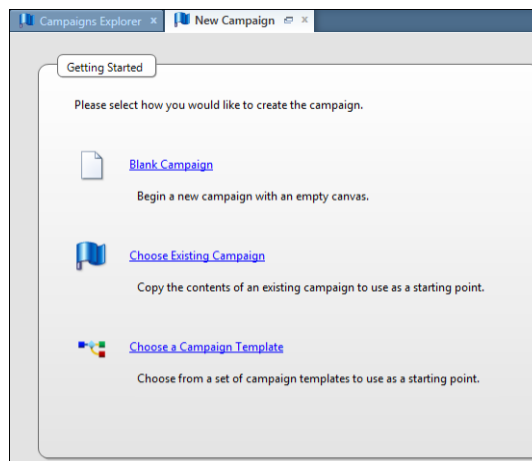 Campaigns Explorer
New Campaign
Getting Started
Please select how you would like to create the campaign.
Blank Campaign
Begin a new campaign with an empty canvas.
Choose Existing Campaign
Copy the contents of an existing campaign to use as a starting point.
Choose a Campaign Template
Choose from a set of campaign templates to use as a starting point.